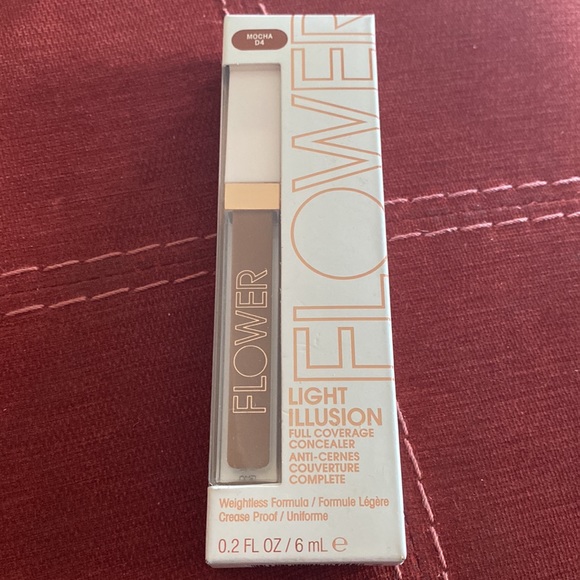 MOCHA
D4
FLOWER
FLOWER
LIGHT
ILLUSION
FULL COVERAGE
CONCEALER
ANTI-CERNES
COUVERTURE
COMPLETE
Weightless Formula / Formule Légère
Crease Proof / Uniforme
0.2 FL OZ / 6 mL e